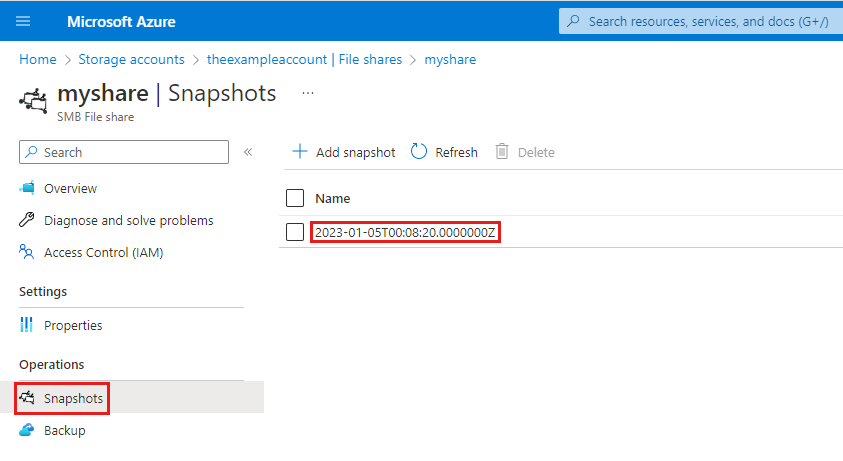 Microsoft Azure
Search resources, services, and docs (G+/)
Home > Storage accounts > theexampleaccount | File shares > myshare
myshare | Snapshots ...
SMB File share
Search «
Add snapshot Refresh Delete
Overview
Name
Diagnose and solve problems
2023-01-05T00:08:20.0000000Z
Access Control (IAM)
Settings
Properties
Operations
Snapshots
Backup